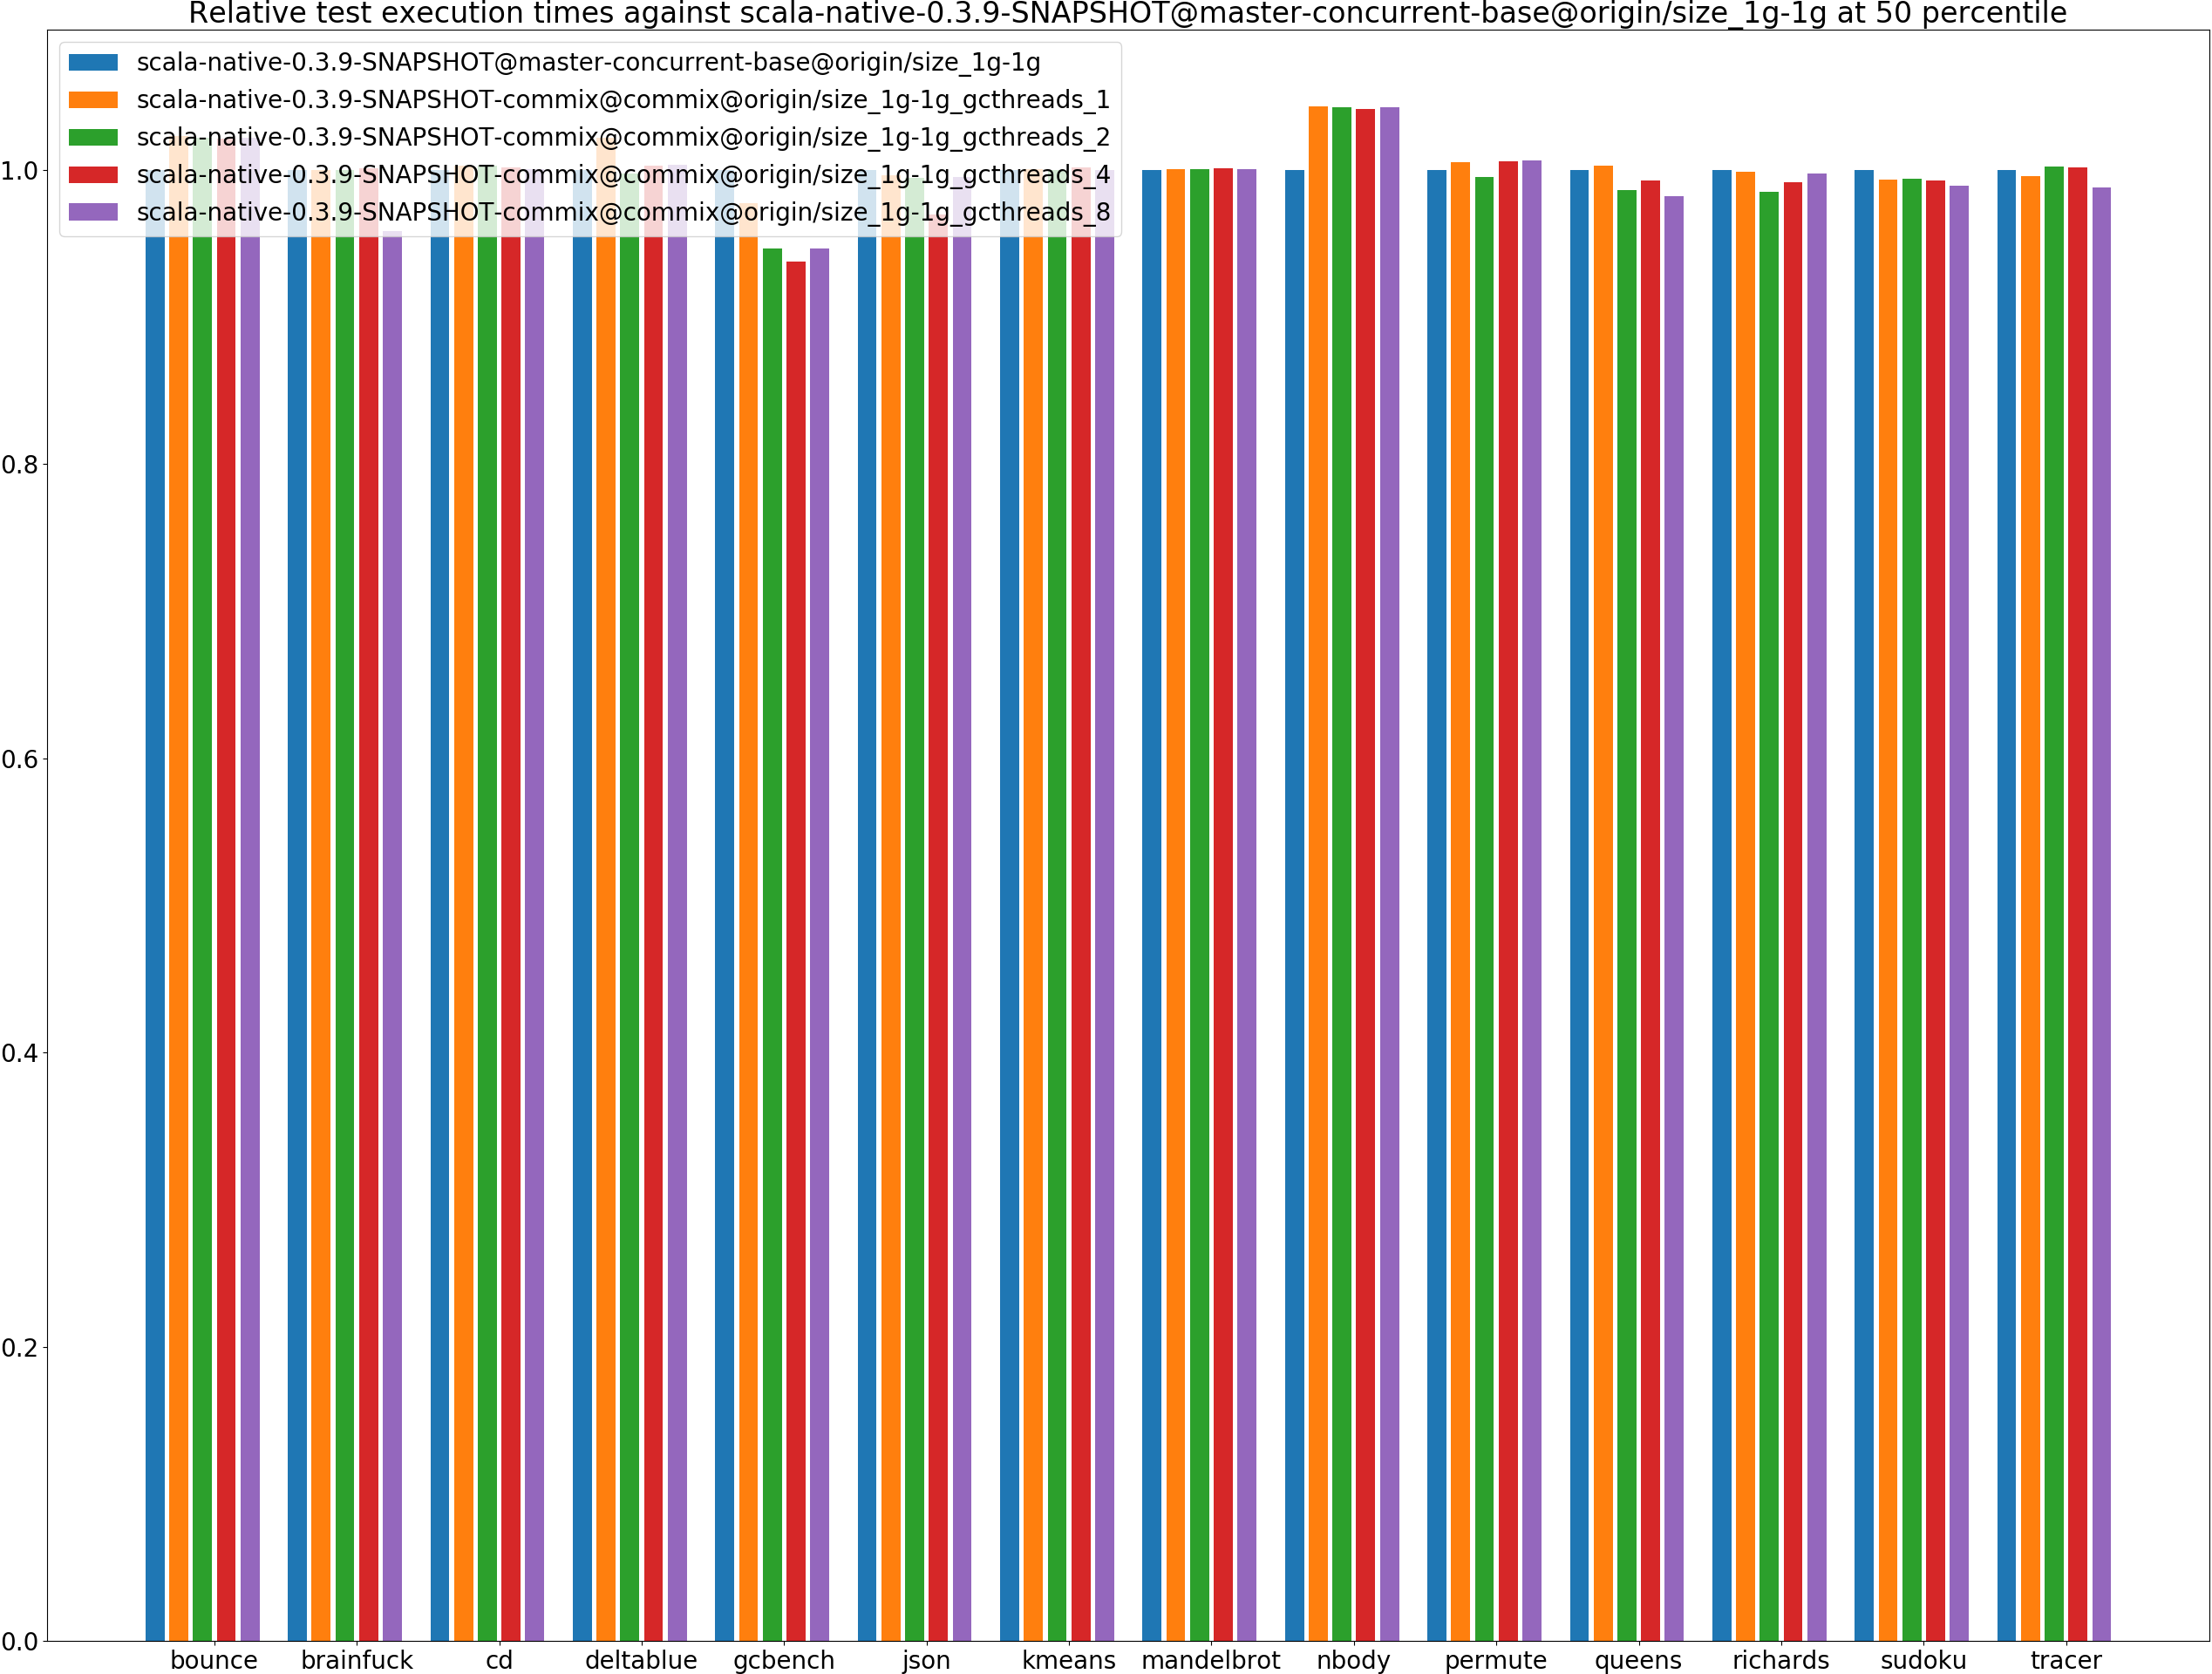 Relative test execution times against scala-native-0.3.9-SNAPSHOT@master-concurrent-base@origin/size_1g-1g at 50 percentile
scala-native-0.3.9-SNAPSHOT@master-concurrent-base@origin/size_1g-1g
scala-native-0.3.9-SNAPSHOT-commix@commix@origin/size_1g-1g_gcthreads_1
scala-native-0.3.9-SNAPSHOT-commix@commix@origin/size_1g-1g_gcthreads_2
scala-native-0.3.9-SNAPSHOT-commix@commix@origin/size_1g-1g_gcthreads_4
scala-native-0.3.9-SNAPSHOT-commix@commix@origin/size_1g-1g_gcthreads_8
1.0
0.8
0.6
0.4
0.2
0.0
bounce brainfuck cd deltablue gcbench json kmeans mandelbrot nbody permute queens richards sudoku tracer